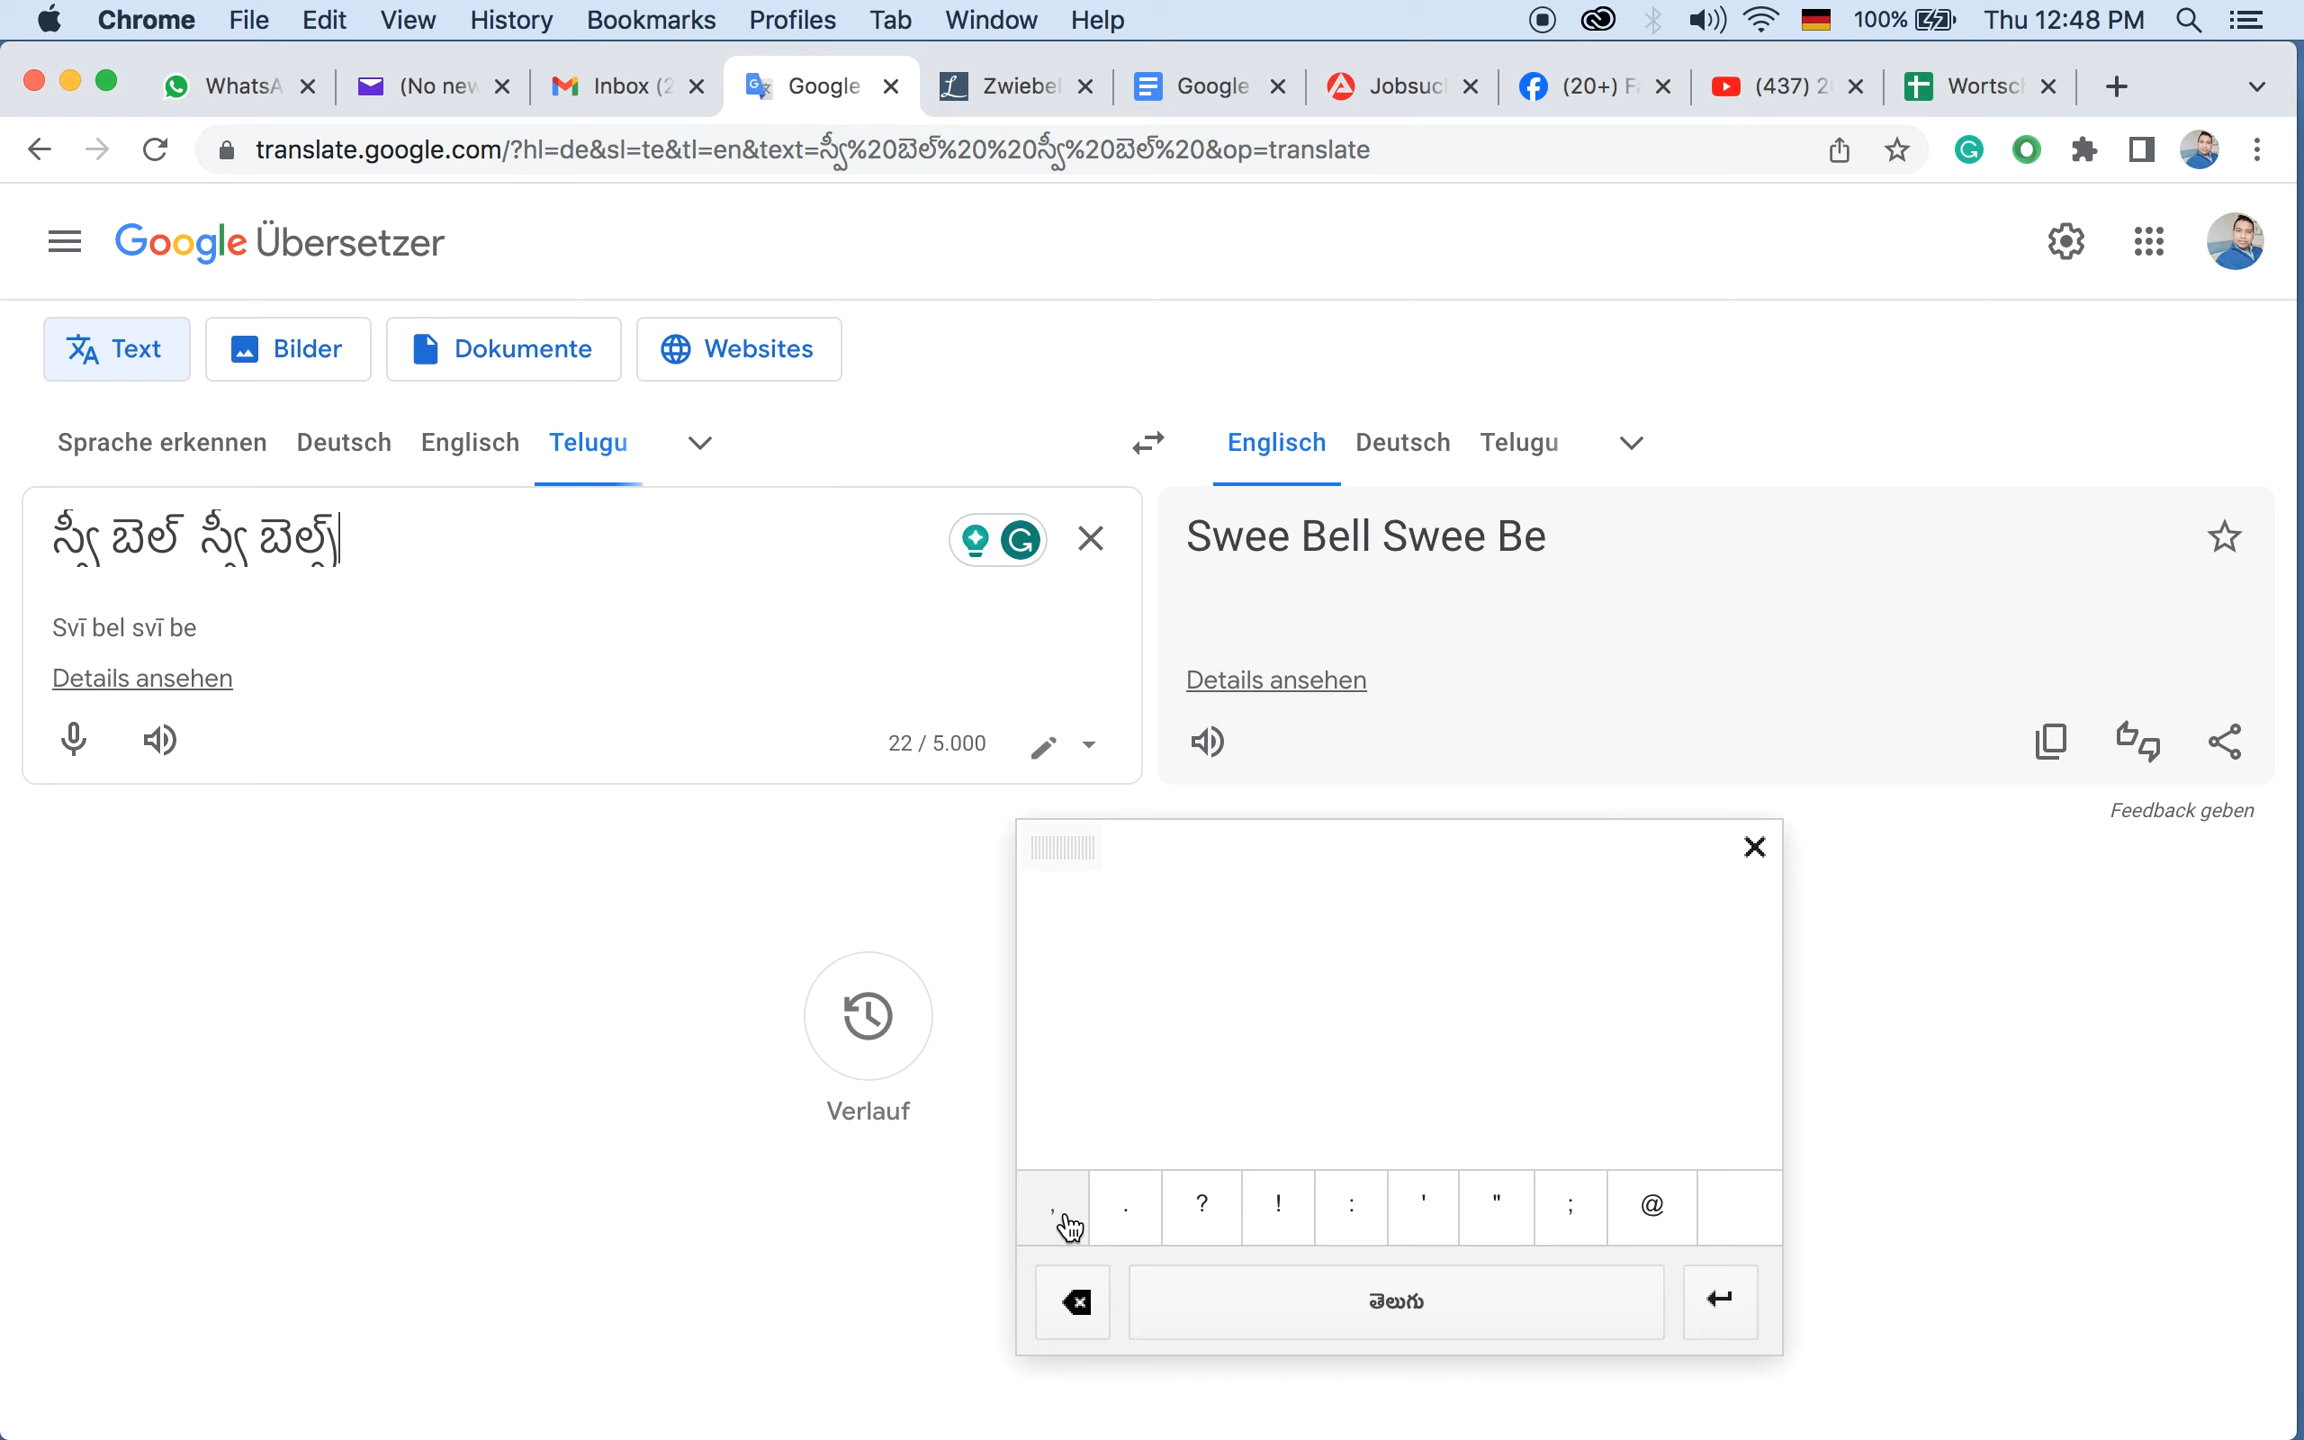 Chrome File Edit View History Bookmarks Profiles Tab Window Help 100% Thu 12:48 PM
WhatsA (No new Inbox (2 Google Zwiebel Google Jobsuc (20+) F (437) 2 Wortsc
translate.google.com/?hl=de&sl=te&tl=en&text=స్వీ%20బెల్%20%20స్వీ%20బెల్%20&op=translate
Google Übersetzer
Text Bilder Dokumente Websites
Sprache erkennen Deutsch Englisch Telugu Englisch Deutsch Telugu
స్వీ బెల్ స్వీ బెల్స్
Swee Bell Swee Be
Svī bel svī be
Details ansehen
Details ansehen
22 / 5.000
Feedback geben
Verlauf
, . ? ! : ' " ; @
తెలుగు